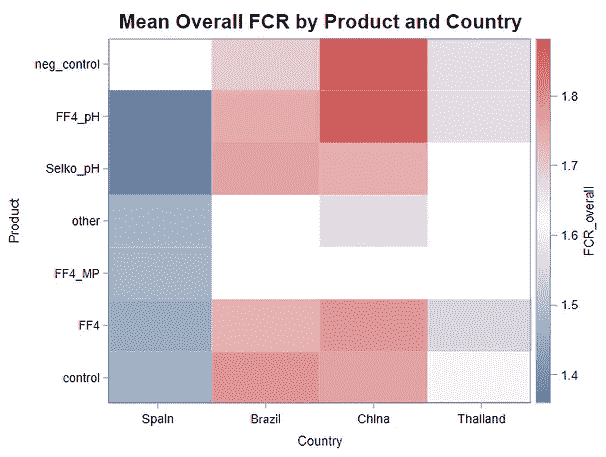 Mean Overall FCR by Product and Country
neg_control
FF4_pH
Selko_pH
other
FF4_MP
FF4
control
Product
Spain
Brazil
China
Thailand
Country
1.8
1.7
1.6
1.5
1.4
FCR_overall